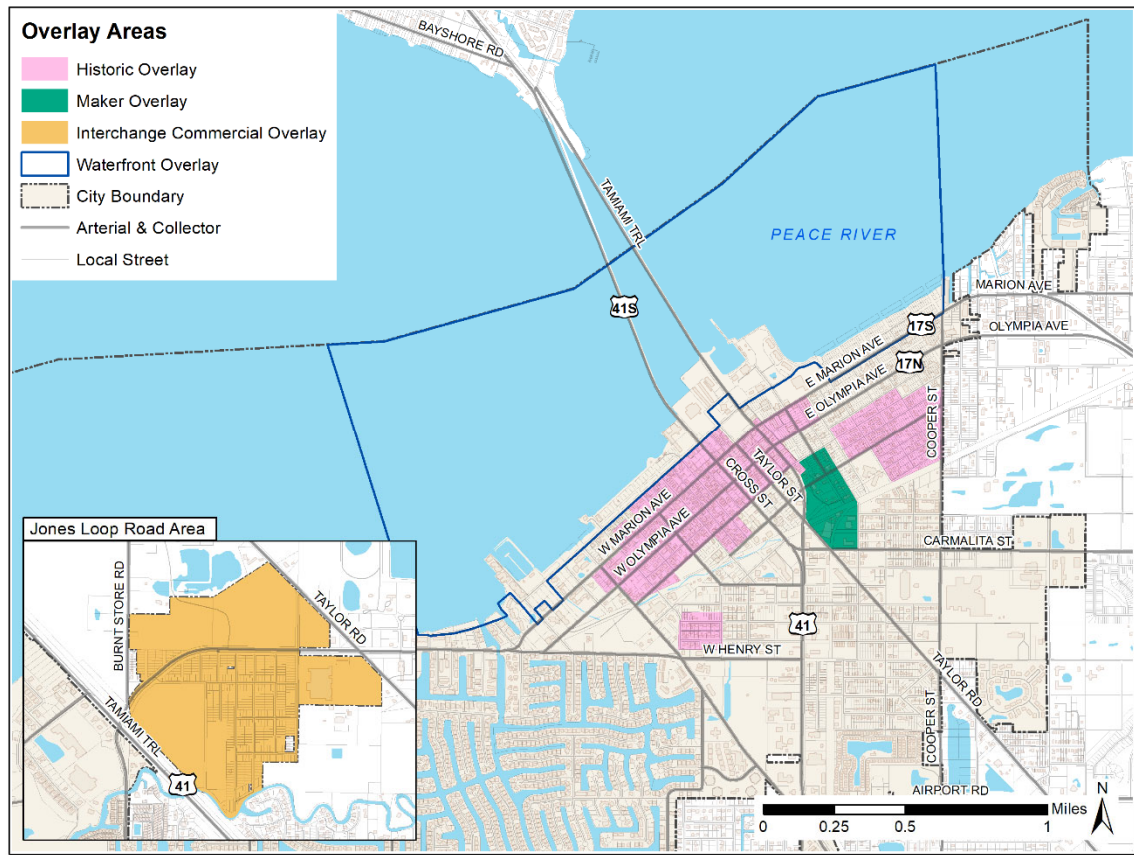 Overlay Areas
Historic Overlay
Maker Overlay
Interchange Commercial Overlay
Waterfront Overlay
City Boundary
Arterial & Collector
Local Street
BAYSHORE RD
TAMIAMI TRL
PEACE RIVER
41S
MARION AVE
17S
OLYMPIA AVE
E MARION AVE
17N
E OLYMPIA AVE
COOPER ST
TAYLOR ST
CROSS ST
W MARION AVE
W OLYMPIA AVE
CARMALITA ST
41
W HENRY ST
TAYLOR RD
COOPER ST
AIRPORT RD
Jones Loop Road Area
BURNT STORE RD
TAYLOR RD
TAMIAMI TRL
41
N
Miles
0 0.25 0.5 1